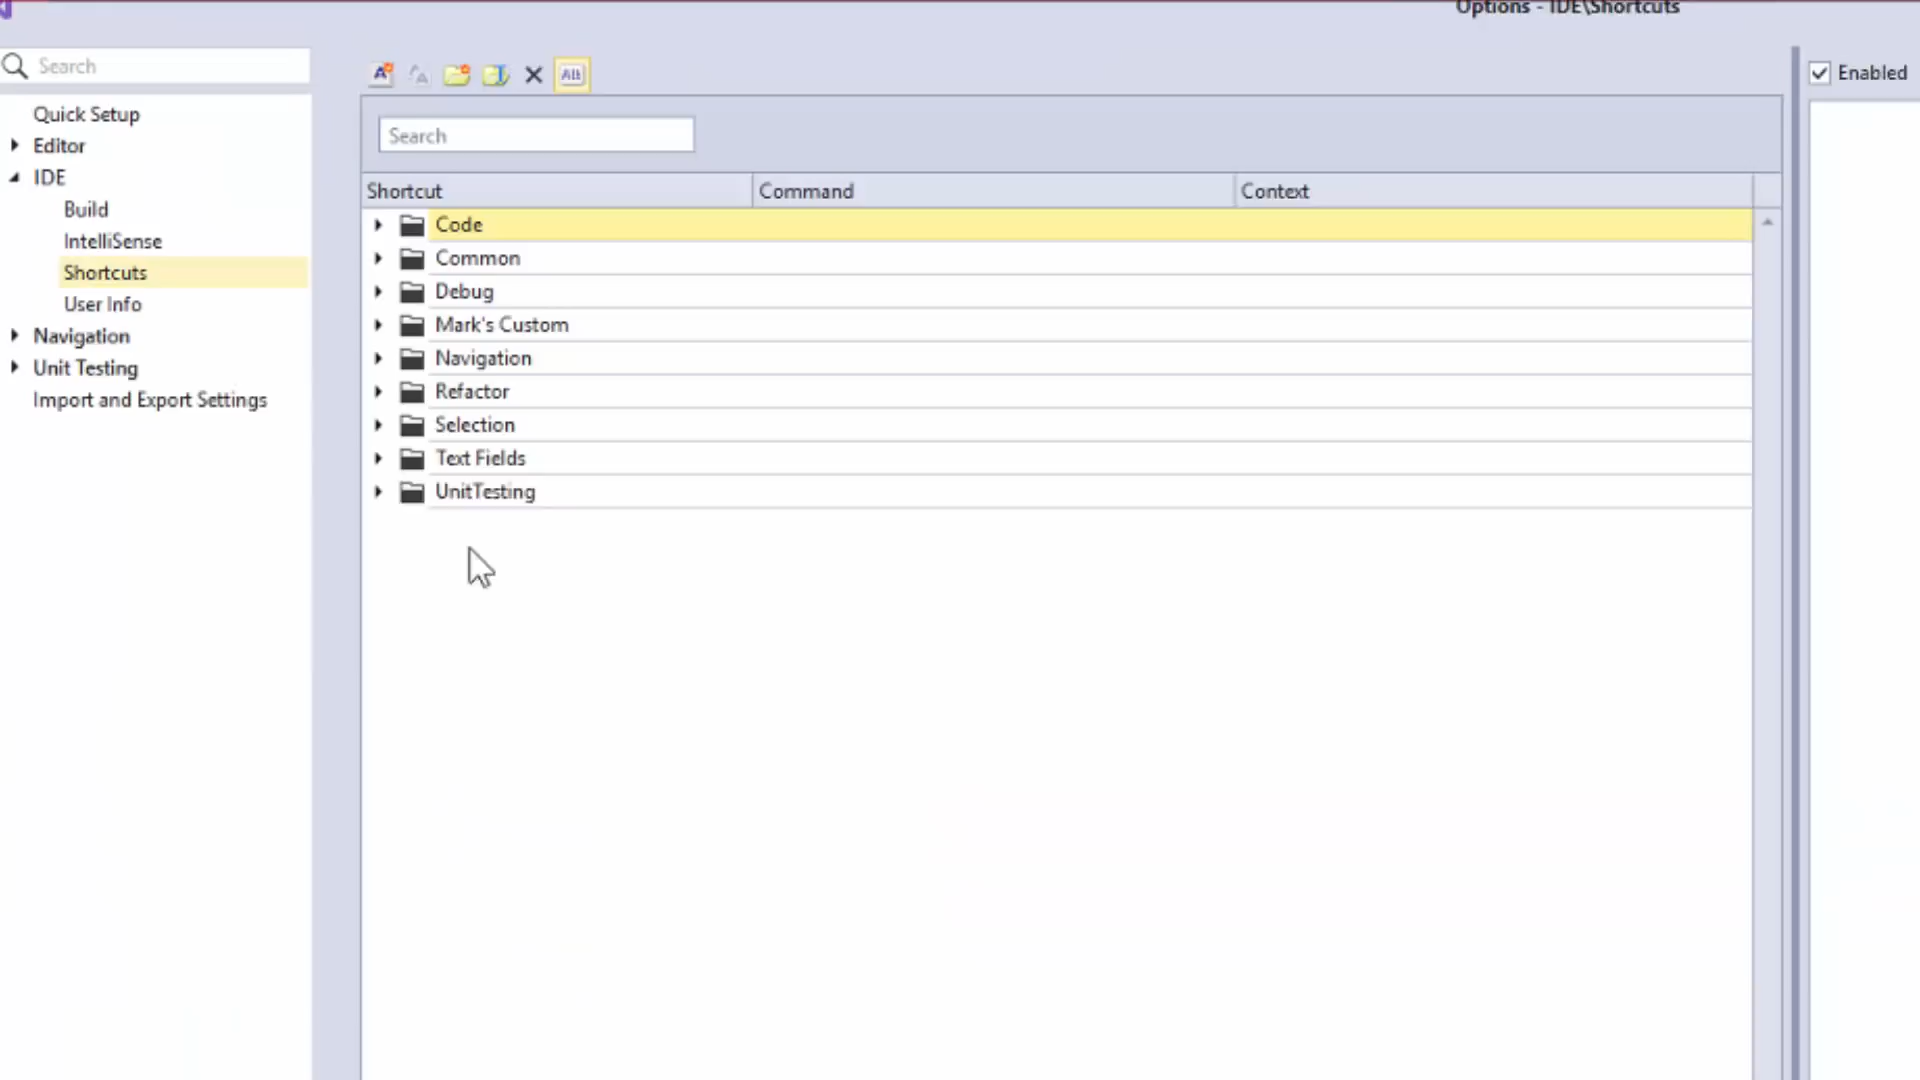 Options - IDE\Shortcuts
Search
Quick Setup
Editor
IDE
Build
IntelliSense
Shortcuts
User Info
Navigation
Unit Testing
Import and Export Settings
Alt
Search
Shortcut Command Context
Code
Common
Debug
Mark's Custom
Navigation
Refactor
Selection
Text Fields
UnitTesting
Enabled